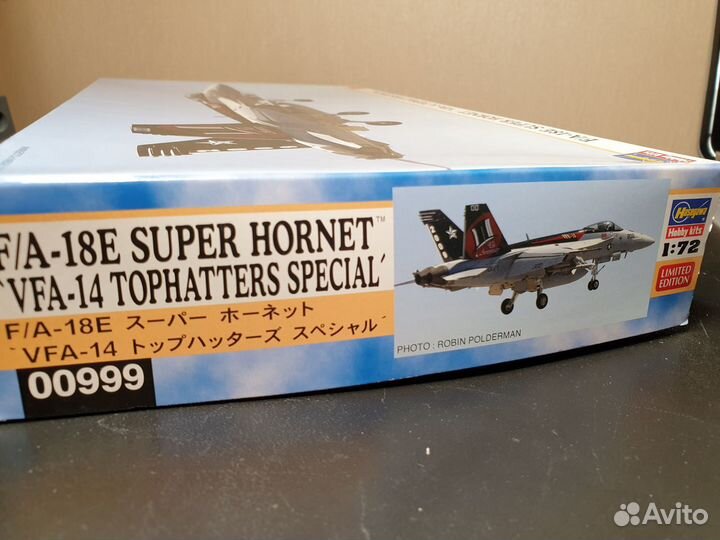 F/A-18E SUPER HORNET™
`VFA-14 TOPHATTERS SPECIAL´
F/A-18E スーパー ホーネット
`VFA-14 トップハッターズ スペシャル´
00999
PHOTO : ROBIN POLDERMAN
Hasegawa
Hobby kits
1:72
LIMITED
EDITION
Avito